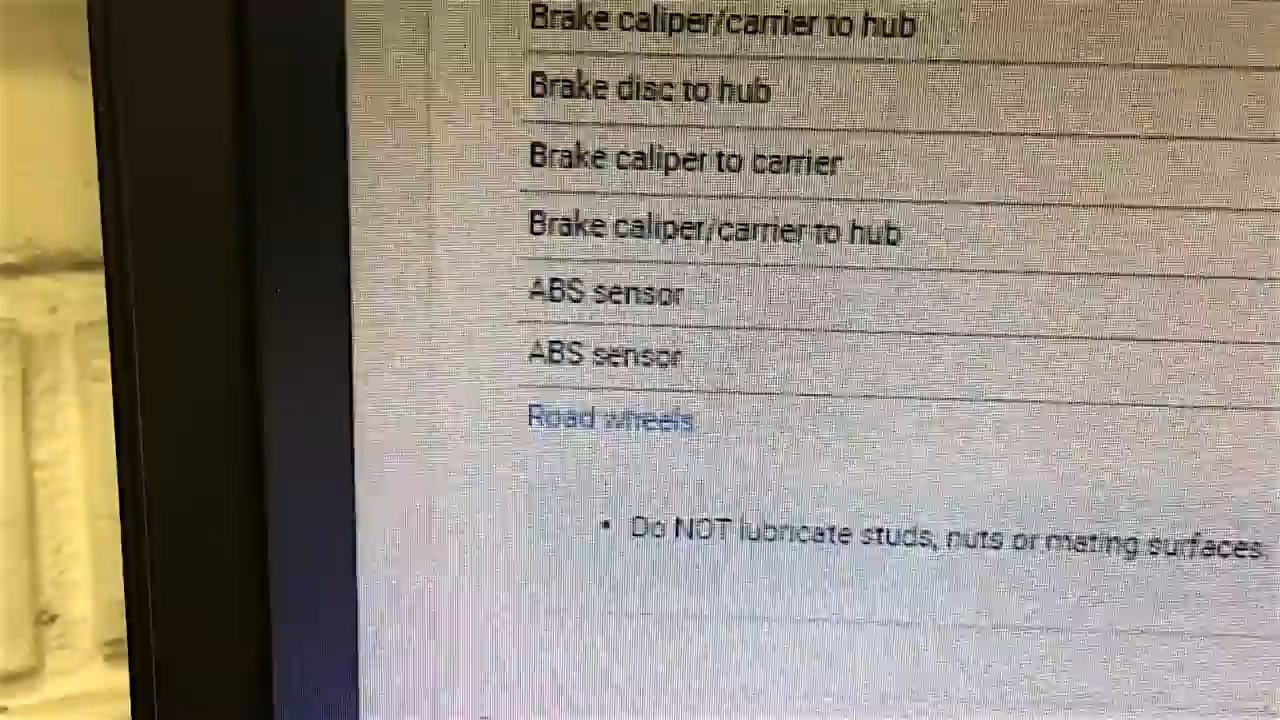 Brake caliper/carrier to hub
Brake disc to hub
Brake caliper to carrier
Brake caliper/carrier to hub
ABS sensor
ABS sensor
Road wheels
• Do NOT lubricate studs, nuts or mating surfaces.